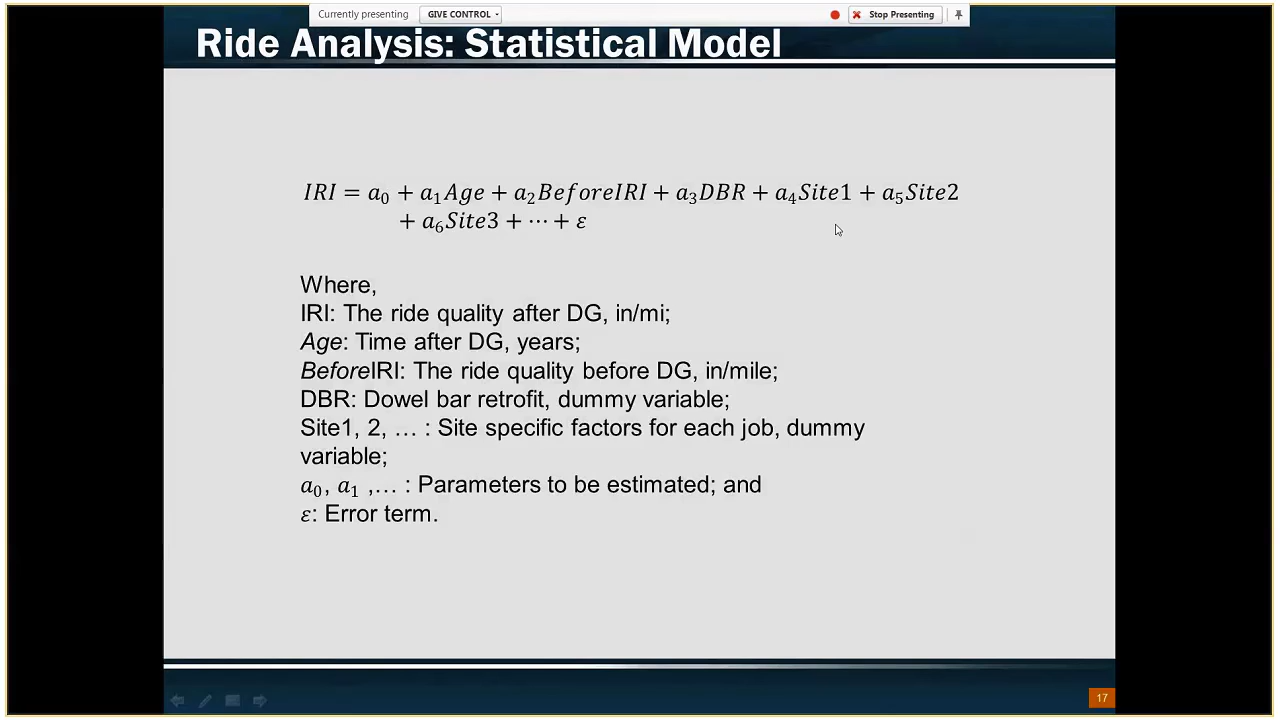 Currently presenting GIVE CONTROL Stop Presenting
Ride Analysis: Statistical Model
IRI = a₀ + a₁Age + a₂BeforeIRI + a₃DBR + a₄Site1 + a₅Site2
+ a₆Site3 + ⋯ + ε
Where,
IRI: The ride quality after DG, in/mi;
Age: Time after DG, years;
BeforeIRI: The ride quality before DG, in/mile;
DBR: Dowel bar retrofit, dummy variable;
Site1, 2, … : Site specific factors for each job, dummy
variable;
a₀, a₁ ,… : Parameters to be estimated; and
ε: Error term.
17